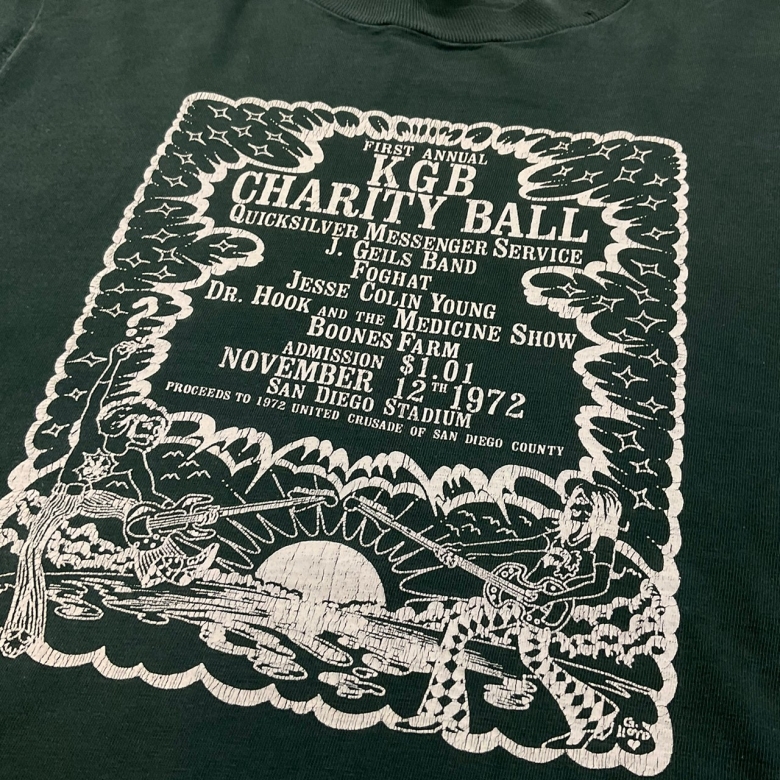 FIRST ANNUAL
KGB
CHARITY BALL
QUICKSILVER MESSENGER SERVICE
J. GEILS BAND
FOGHAT
JESSE COLIN YOUNG
DR. HOOK AND THE MEDICINE SHOW
BOONES FARM
ADMISSION $1.01
NOVEMBER 12TH 1972
SAN DIEGO STADIUM
PROCEEDS TO 1972 UNITED CRUSADE OF SAN DIEGO COUNTY
?
G.
LLOYD